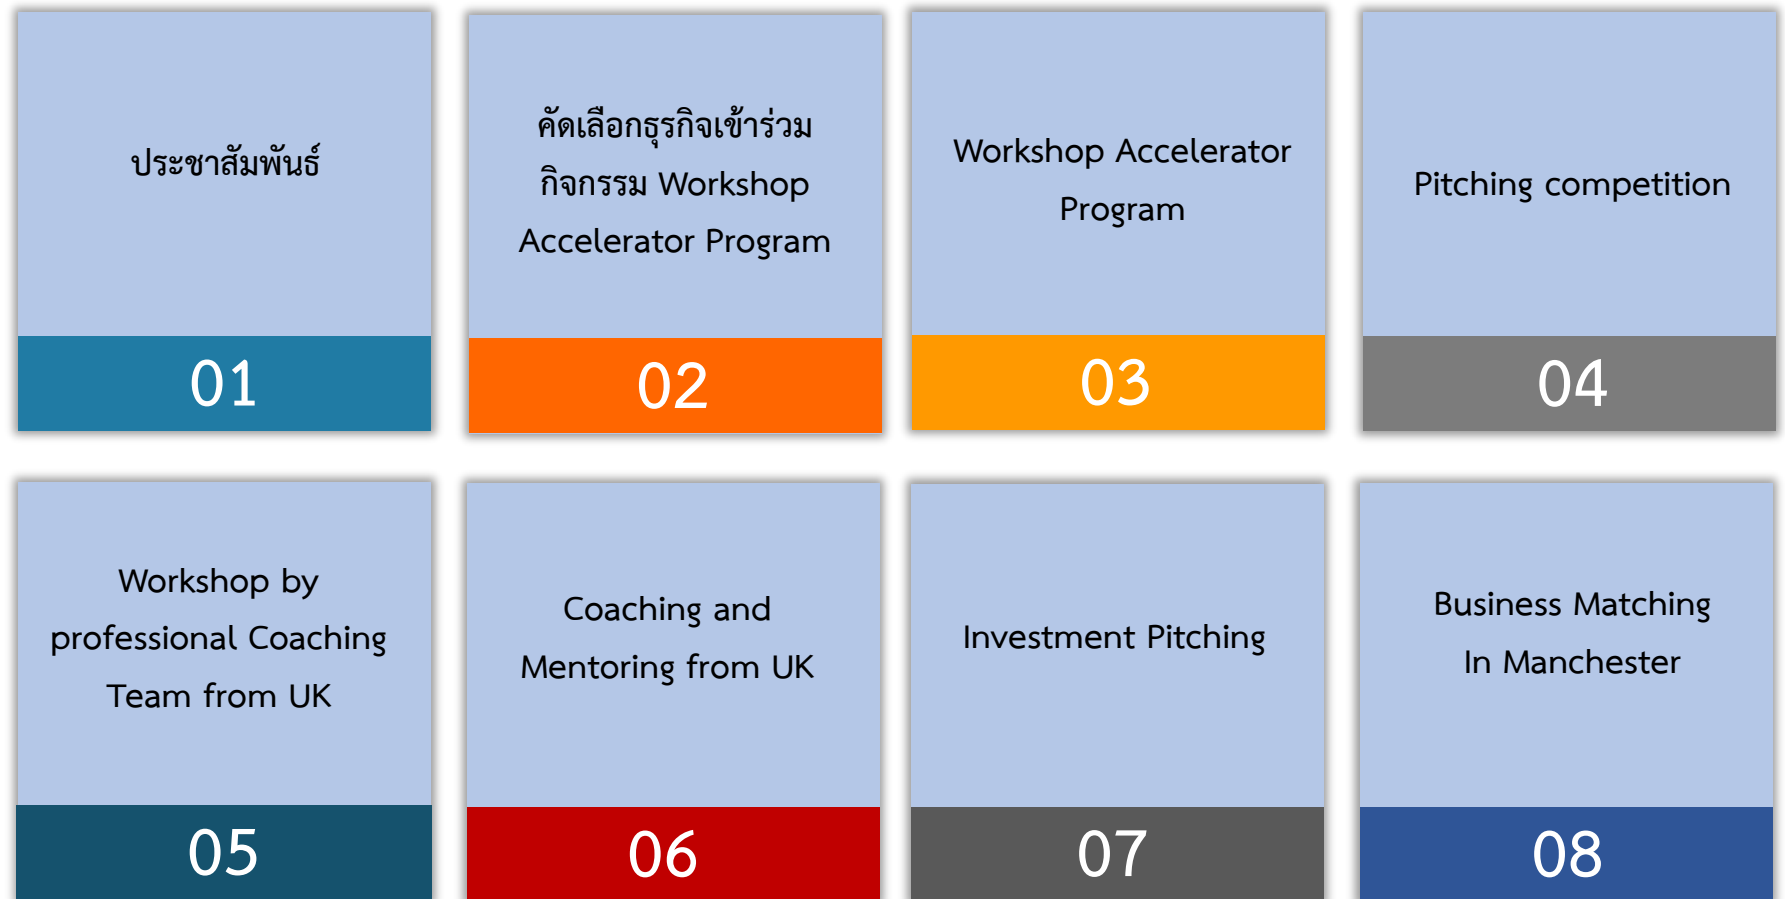 ประชาสัมพันธ์
01
คัดเลือกธุรกิจเข้าร่วม
กิจกรรม Workshop
Accelerator Program
02
Workshop Accelerator
Program
03
Pitching competition
04
Workshop by
professional Coaching
Team from UK
05
Coaching and
Mentoring from UK
06
Investment Pitching
07
Business Matching
In Manchester
08